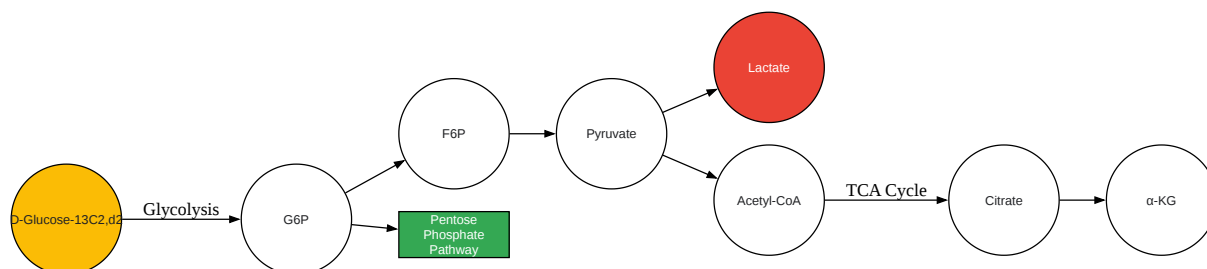 D-Glucose-13C2,d2
Glycolysis
G6P
F6P
Pentose
Phosphate
Pathway
Pyruvate
Lactate
Acetyl-CoA
TCA Cycle
Citrate
α-KG